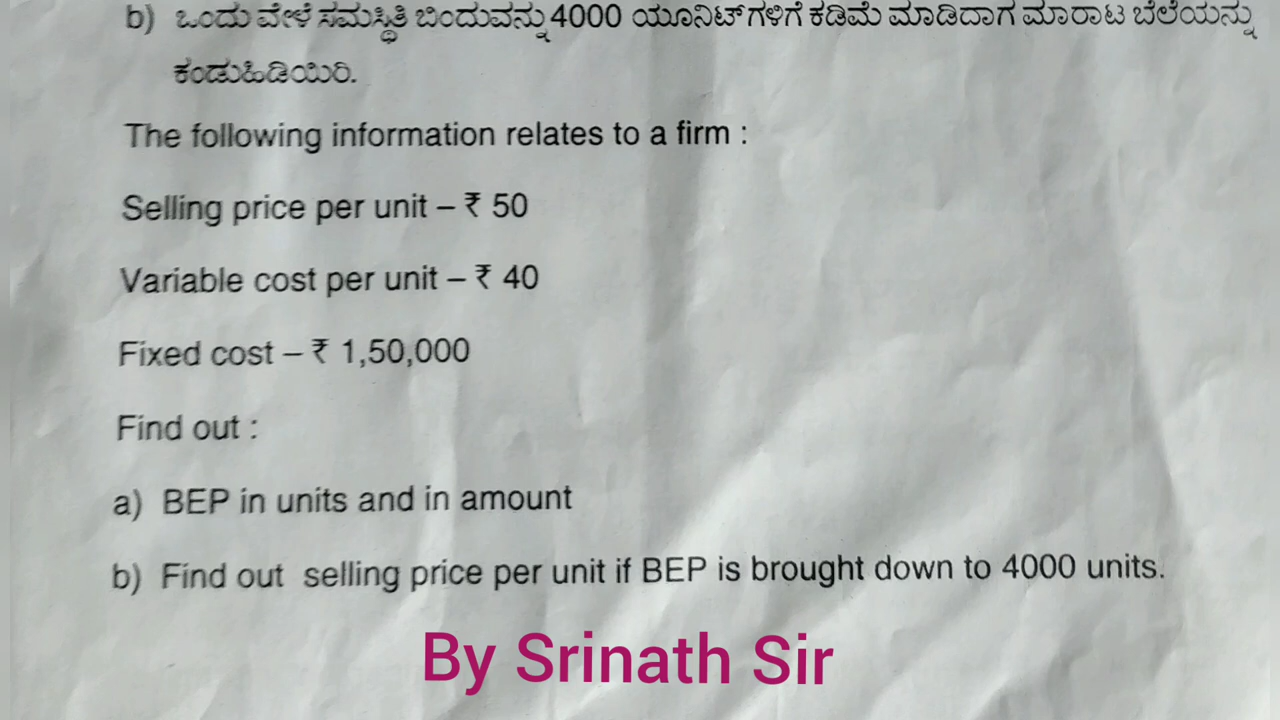 b) ಒಂದು ವೇಳೆ ಸಮಸ್ಥಿತಿ ಬಿಂದುವನ್ನು 4000 ಯೂನಿಟ್‌ಗಳಿಗೆ ಕಡಿಮೆ ಮಾಡಿದಾಗ ಮಾರಾಟ ಬೆಲೆಯನ್ನು
ಕಂಡುಹಿಡಿಯಿರಿ.
The following information relates to a firm :
Selling price per unit – ₹ 50
Variable cost per unit – ₹ 40
Fixed cost – ₹ 1,50,000
Find out :
a) BEP in units and in amount
b) Find out selling price per unit if BEP is brought down to 4000 units.
By Srinath Sir